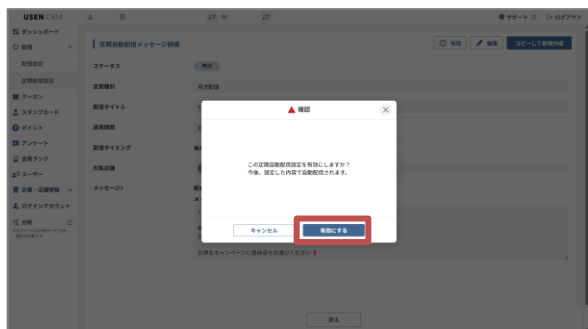 USEN CRM
サポート
ログアウト
ダッシュボード
配信
配信設定
定期配信設定
クーポン
スタンプカード
ポイント
アンケート
会員ランク
ユーザー
企業・店舗情報
ログインアカウント
分析
定期自動配信メッセージ詳細
有効
編集
コピーして新規作成
ステータス
無効
定期種別
月次配信
配信タイトル
適用期間
配信タイミング
対象店舗
メッセージ1
確認
この定期自動配信設定を有効にしますか？
今後、設定した内容で自動配信されます。
キャンセル
有効にする
お得なキャンペーンに是非足をお運びください！
戻る